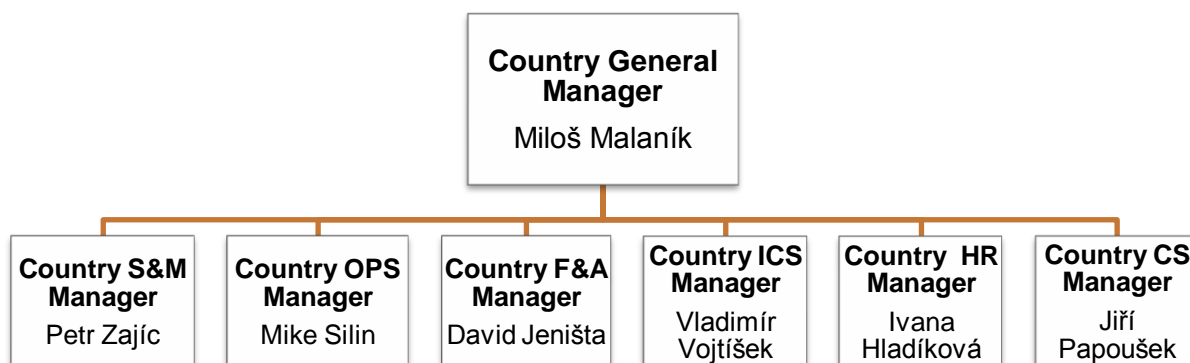 Country General
Manager
Miloš Malaník
Country S&M
Manager
Petr Zajíc
Country OPS
Manager
Mike Silin
Country F&A
Manager
David Jeništa
Country ICS
Manager
Vladimír
Vojtíšek
Country HR
Manager
Ivana
Hladíková
Country CS
Manager
Jiří
Papoušek